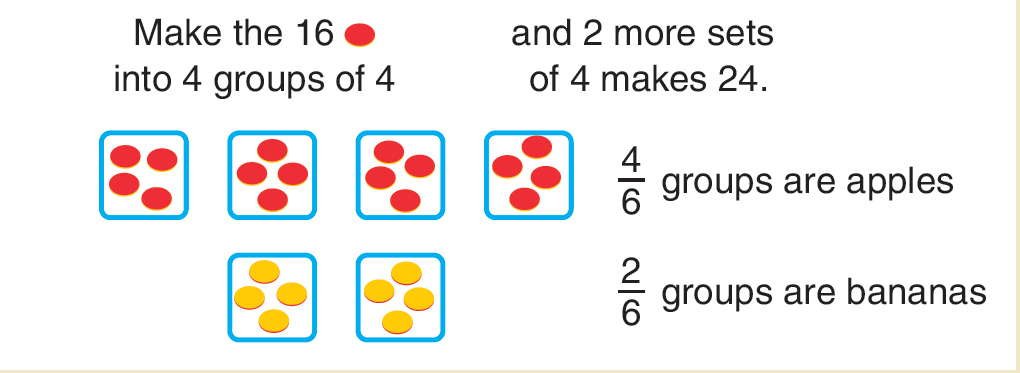 Make the 16
into 4 groups of 4
and 2 more sets
of 4 makes 24.
4/6 groups are apples
2/6 groups are bananas